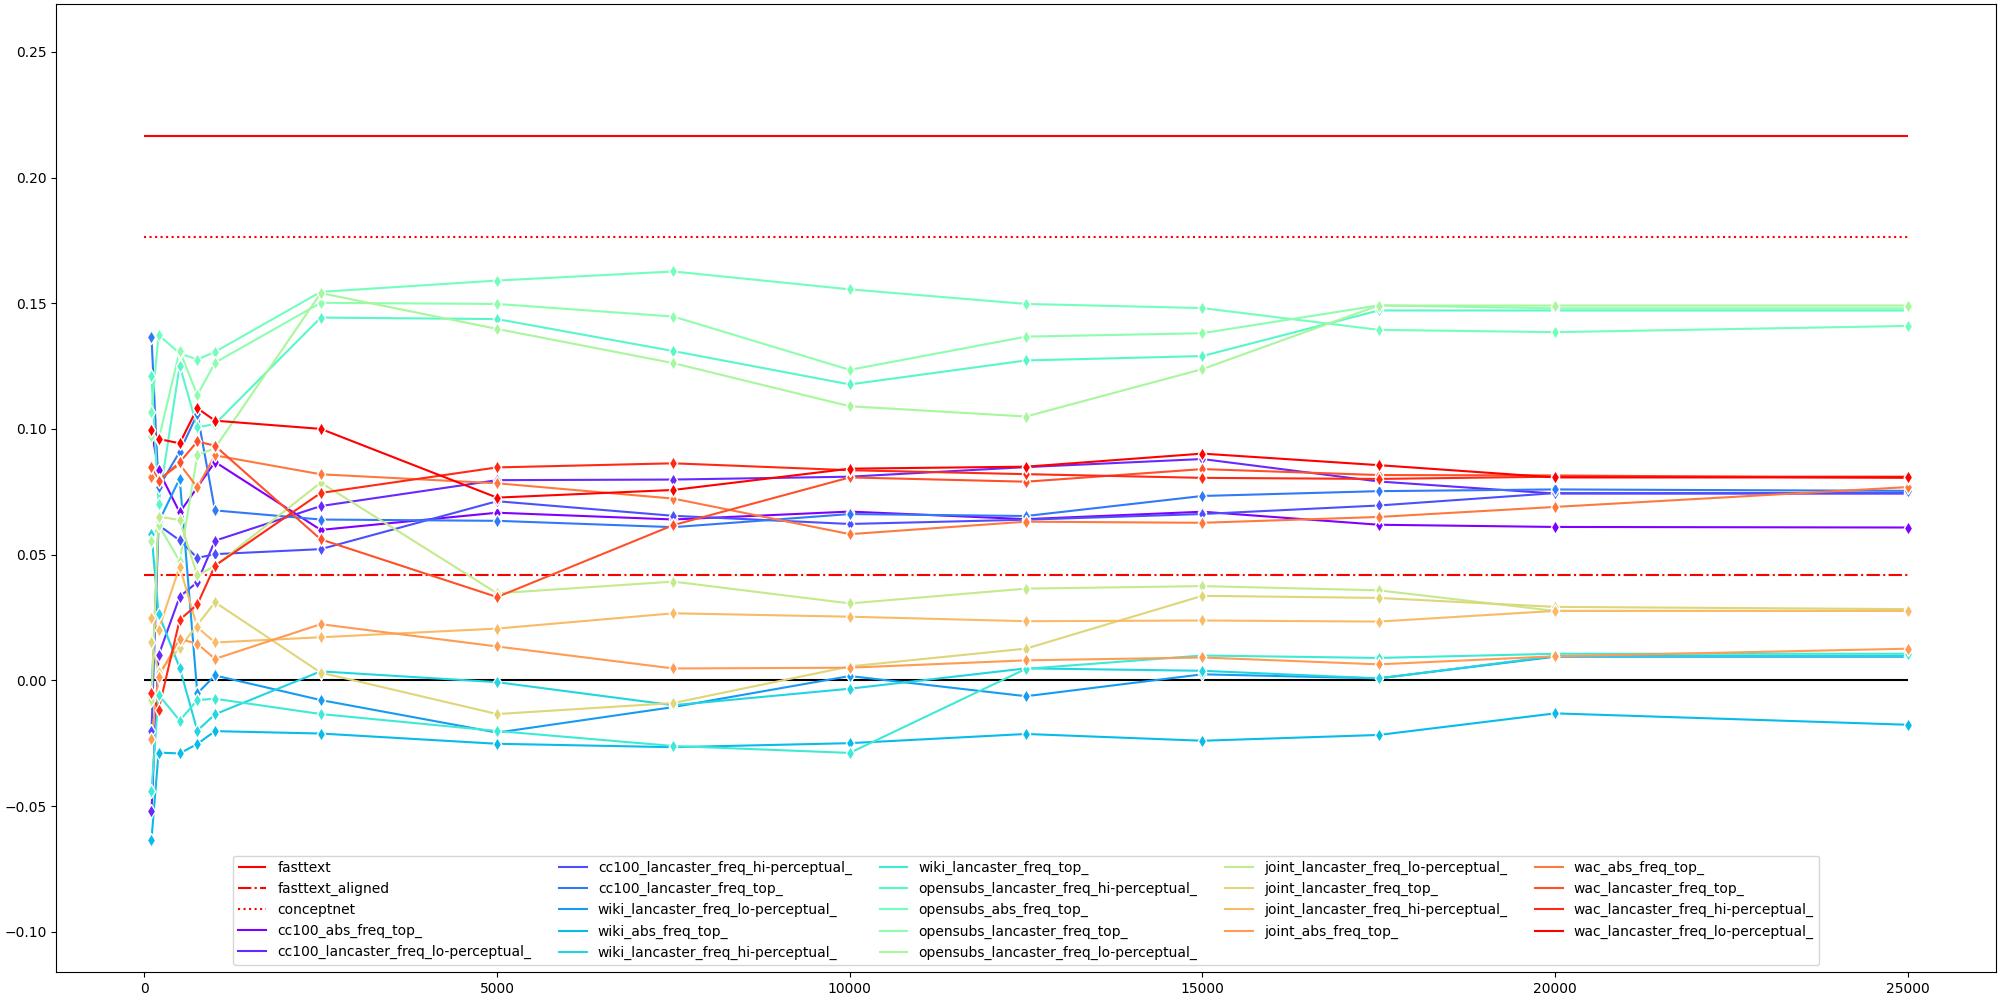 0.25
0.20
0.15
0.10
0.05
0.00
−0.05
−0.10
fasttext
fasttext_aligned
conceptnet
cc100_abs_freq_top_
cc100_lancaster_freq_lo-perceptual_
cc100_lancaster_freq_hi-perceptual_
cc100_lancaster_freq_top_
wiki_lancaster_freq_lo-perceptual_
wiki_abs_freq_top_
wiki_lancaster_freq_hi-perceptual_
wiki_lancaster_freq_top_
opensubs_lancaster_freq_hi-perceptual_
opensubs_abs_freq_top_
opensubs_lancaster_freq_top_
opensubs_lancaster_freq_lo-perceptual_
joint_lancaster_freq_lo-perceptual_
joint_lancaster_freq_top_
joint_lancaster_freq_hi-perceptual_
joint_abs_freq_top_
wac_abs_freq_top_
wac_lancaster_freq_top_
wac_lancaster_freq_hi-perceptual_
wac_lancaster_freq_lo-perceptual_
0 5000 10000 15000 20000 25000